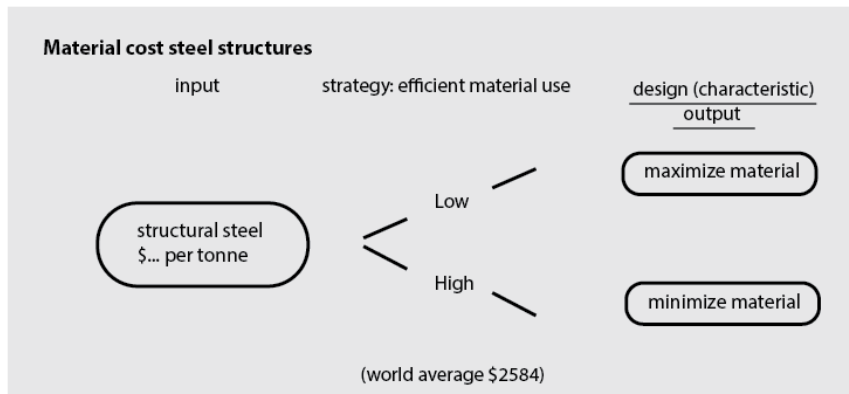 Material cost steel structures
input
strategy: efficient material use
design (characteristic)
output
maximize material
Low
structural steel
$... per tonne
High
minimize material
(world average $2584)